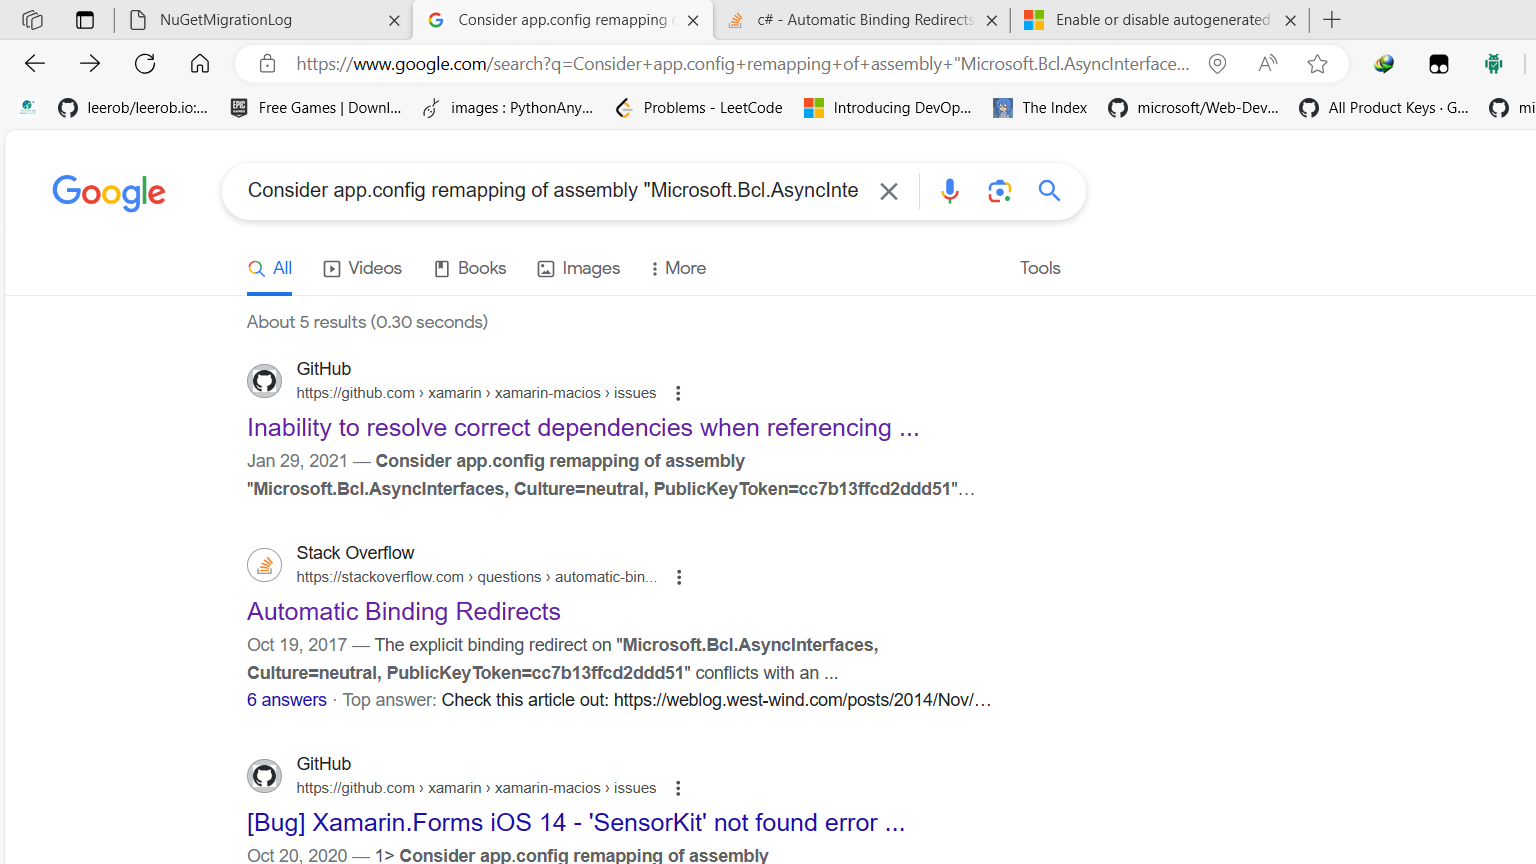 NuGetMigrationLog
Consider app.config remapping
c# - Automatic Binding Redirects
Enable or disable autogenerated
https://www.google.com/search?q=Consider+app.config+remapping+of+assembly+"Microsoft.Bcl.AsyncInterface...
leerob/leerob.io:...
EPIC
GAMES
Free Games | Downl...
images : PythonAny...
Problems - LeetCode
Introducing DevOp...
The Index
microsoft/Web-Dev...
All Product Keys · G...
mi
Google
Consider app.config remapping of assembly "Microsoft.Bcl.AsyncInte
All
Videos
Books
Images
More
Tools
About 5 results (0.30 seconds)
GitHub
https://github.com › xamarin › xamarin-macios › issues
Inability to resolve correct dependencies when referencing ...
Jan 29, 2021 — Consider app.config remapping of assembly
"Microsoft.Bcl.AsyncInterfaces, Culture=neutral, PublicKeyToken=cc7b13ffcd2ddd51"...
Stack Overflow
https://stackoverflow.com › questions › automatic-bin...
Automatic Binding Redirects
Oct 19, 2017 — The explicit binding redirect on "Microsoft.Bcl.AsyncInterfaces,
Culture=neutral, PublicKeyToken=cc7b13ffcd2ddd51" conflicts with an ...
6 answers · Top answer: Check this article out: https://weblog.west-wind.com/posts/2014/Nov/...
GitHub
https://github.com › xamarin › xamarin-macios › issues
[Bug] Xamarin.Forms iOS 14 - 'SensorKit' not found error ...
Oct 20, 2020 — 1> Consider app.config remapping of assembly